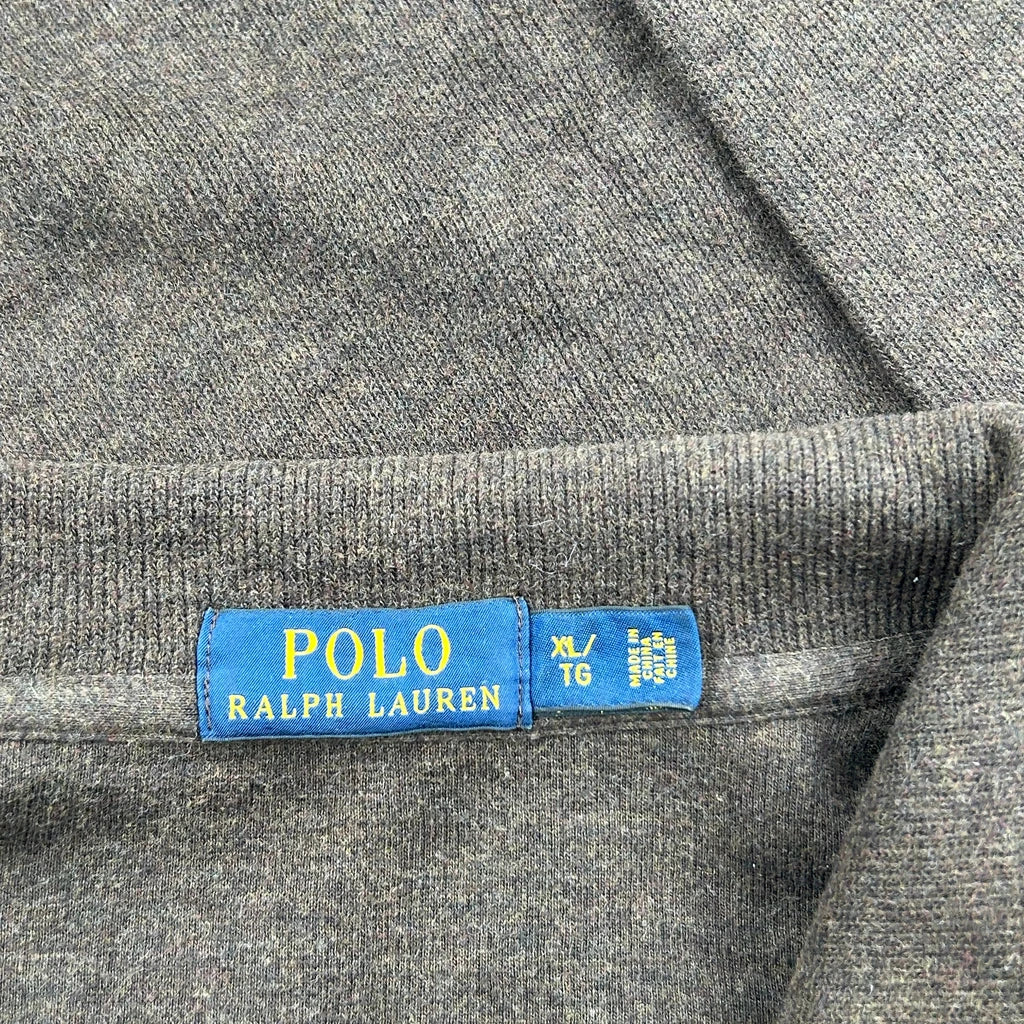 POLO
RALPH LAUREN
XL/
TG
MADE IN
CHINA
FAIT EN
CHINE